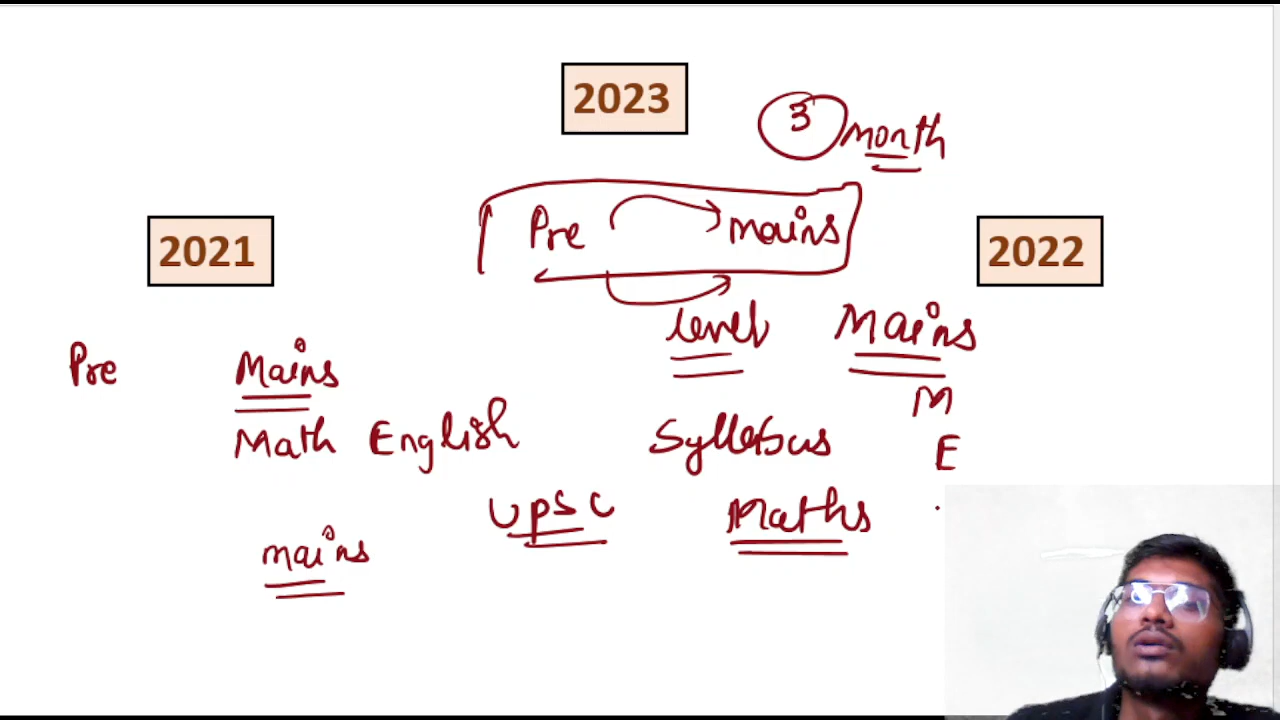 2023
3 month
Pre mains
2021
2022
level Mains
Pre Mains
M
Math English Syllabus E
UPSC Maths
mains